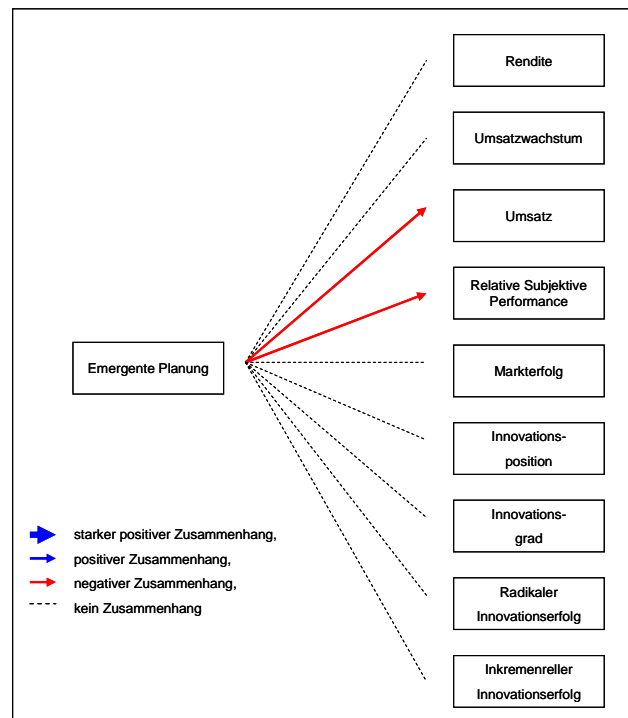 Rendite
Umsatzwachstum
Umsatz
Relative Subjektive
Performance
Emergente Planung
Markterfolg
Innovations-
position
Innovations-
grad
starker positiver Zusammenhang,
positiver Zusammenhang,
negativer Zusammenhang,
kein Zusammenhang
Radikaler
Innovationserfolg
Inkremenreller
Innovationserfolg